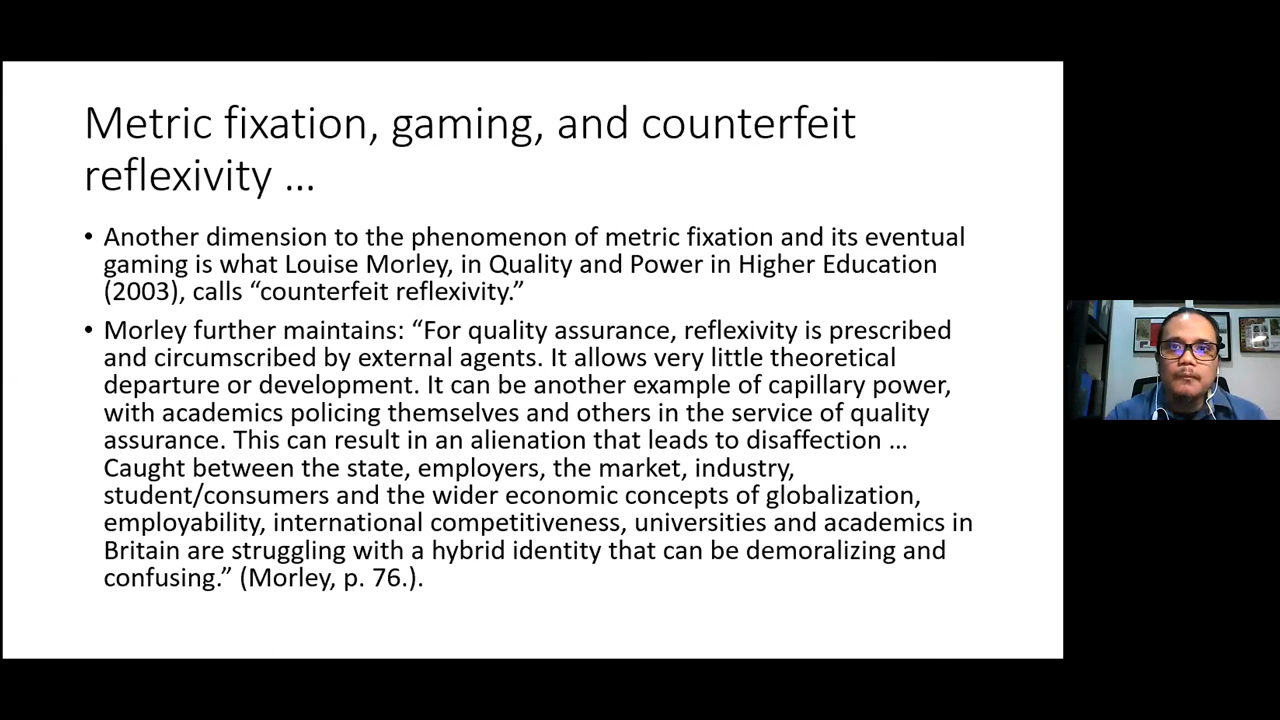 Metric fixation, gaming, and counterfeit
reflexivity ...
• Another dimension to the phenomenon of metric fixation and its eventual
gaming is what Louise Morley, in Quality and Power in Higher Education
(2003), calls “counterfeit reflexivity.”
• Morley further maintains: “For quality assurance, reflexivity is prescribed
and circumscribed by external agents. It allows very little theoretical
departure or development. It can be another example of capillary power,
with academics policing themselves and others in the service of quality
assurance. This can result in an alienation that leads to disaffection ...
Caught between the state, employers, the market, industry,
student/consumers and the wider economic concepts of globalization,
employability, international competitiveness, universities and academics in
Britain are struggling with a hybrid identity that can be demoralizing and
confusing.” (Morley, p. 76.).